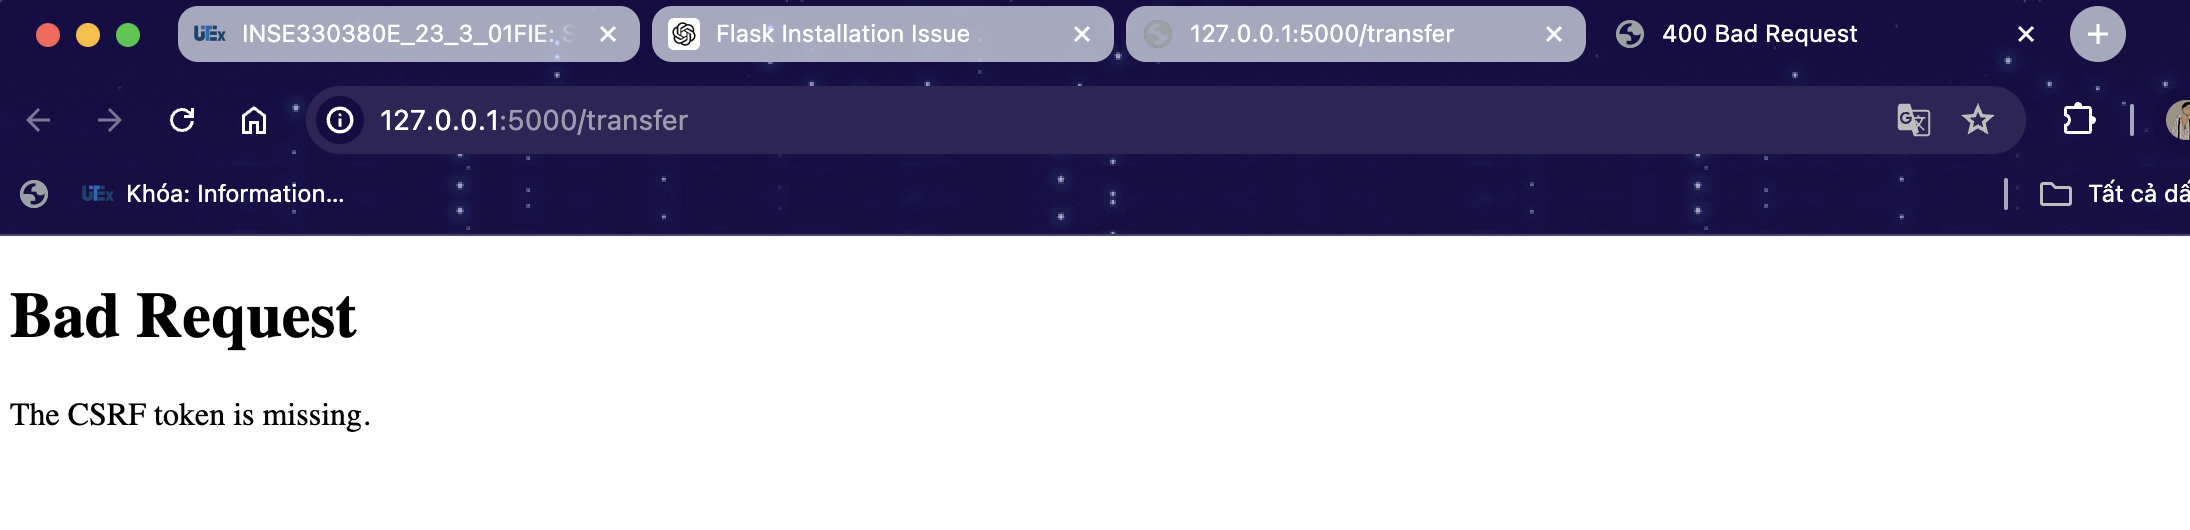 UTEx INSE330380E_23_3_01FIE: S
Flask Installation Issue
127.0.0.1:5000/transfer
400 Bad Request
127.0.0.1:5000/transfer
UTEx Khóa: Information...
Tất cả dấ
Bad Request
The CSRF token is missing.